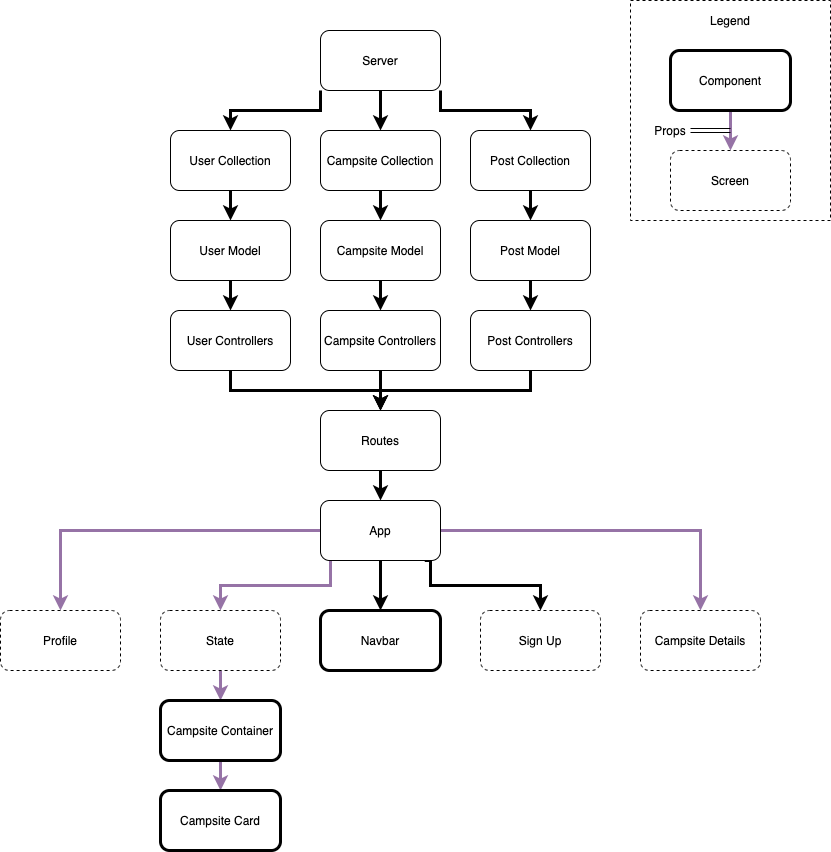 Legend
Server
Component
Props
User Collection
Campsite Collection
Post Collection
Screen
User Model
Campsite Model
Post Model
User Controllers
Campsite Controllers
Post Controllers
Routes
App
Profile
State
Navbar
Sign Up
Campsite Details
Campsite Container
Campsite Card